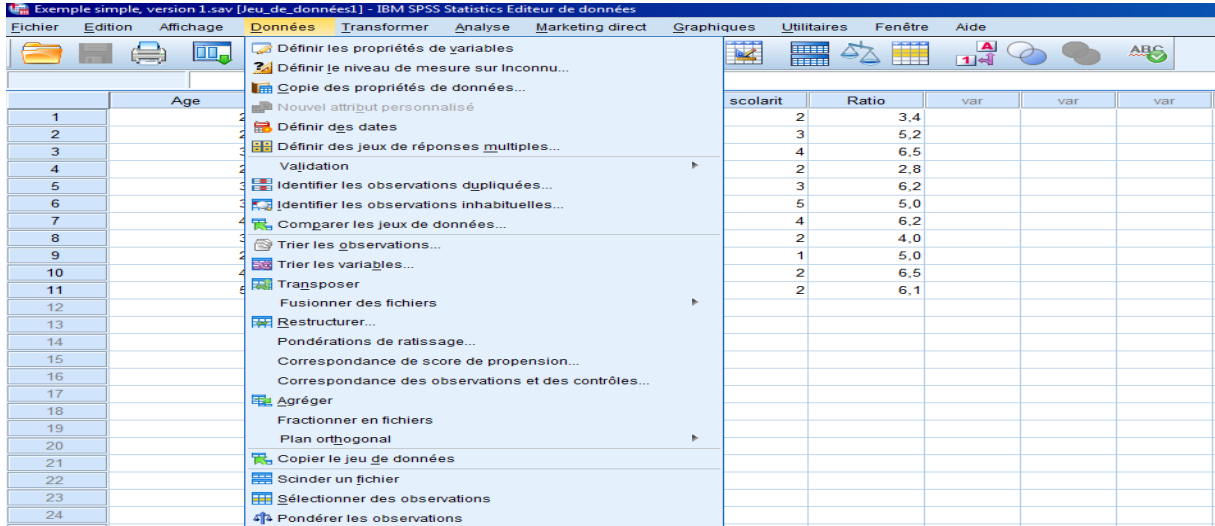 Exemple simple, version 1.sav [Jeu_de_données1] - IBM SPSS Statistics Editeur de données
Fichier Edition Affichage Données Transformer Analyse Marketing direct Graphiques Utilitaires Fenêtre Aide
Définir les propriétés de variables
Définir le niveau de mesure sur Inconnu...
Copie des propriétés de données...
Nouvel attribut personnalisé
Définir des dates
Définir des jeux de réponses multiples...
Validation
Identifier les observations dupliquées...
Identifier les observations inhabituelles...
Comparer les jeux de données...
Trier les observations...
Trier les variables...
Transposer
Fusionner des fichiers
Restructurer...
Pondérations de ratissage...
Correspondance de score de propension...
Correspondance des observations et des contrôles...
Agréger
Fractionner en fichiers
Plan orthogonal
Copier le jeu de données
Scinder un fichier
Sélectionner des observations
Pondérer les observations
Age scolarit Ratio var var var
1 2 3,4
2 3 5,2
3 4 6,5
4 2 2,8
5 3 6,2
6 5 5,0
7 4 6,2
8 2 4,0
9 1 5,0
10 2 6,5
11 2 6,1
12
13
14
15
16
17
18
19
20
21
22
23
24